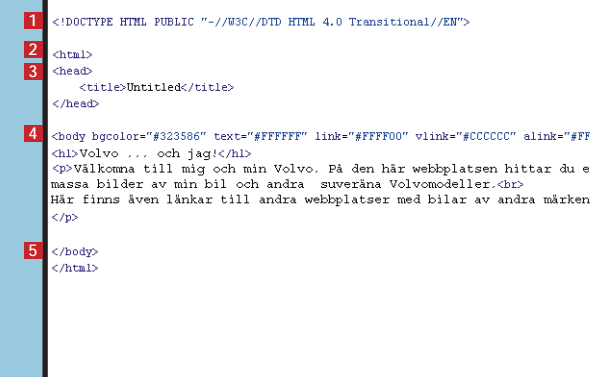 1 <!DOCTYPE HTML PUBLIC "-//W3C//DTD HTML 4.0 Transitional//EN">
2 <html>
3 <head>
<title>Untitled</title>
</head>
4 <body bgcolor="#323586" text="#FFFFFF" link="#FFFF00" vlink="#CCCCCC" alink="#FF
<h1>Volvo ... och jag!</h1>
<p>Välkomna till mig och min Volvo. På den här webbplatsen hittar du e
massa bilder av min bil och andra suveräna Volvomodeller.<br>
Här finns även länkar till andra webbplatser med bilar av andra märken
</p>
5 </body>
</html>